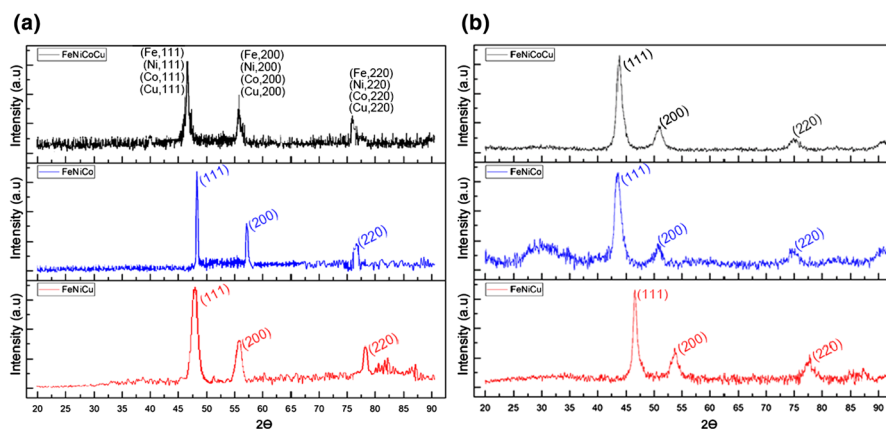 (a)
FeNiCoCu
(Fe,111)
(Ni,111)
(Co,111)
(Cu,111)
(Fe,200)
(Ni,200)
(Co,200)
(Cu,200)
(Fe,220)
(Ni,220)
(Co,220)
(Cu,220)
Intensity (a.u)
FeNiCo
(111)
(200)
(220)
Intensity (a.u)
FeNiCu
(111)
(200)
(220)
Intensity (a.u)
20 25 30 35 40 45 50 55 60 65 70 75 80 85 90
2Θ
(b)
FeNiCoCu
(111)
(200)
(220)
Intensity (a.u)
FeNiCo
(111)
(200)
(220)
Intensity (a.u)
FeNiCu
(111)
(200)
(220)
Intensity (a.u)
20 25 30 35 40 45 50 55 60 65 70 75 80 85 90
2Θ